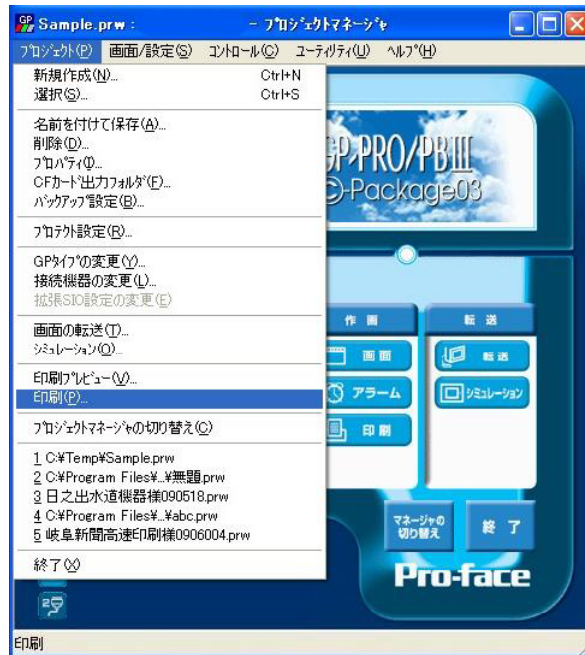 Sample.prw :            - プロジェクトマネージャ
プロジェクト(P) 画面/設定(S) コントロール(C) ユーティリティ(U) ヘルプ(H)
新規作成(N)... Ctrl+N
選択(S)... Ctrl+S
名前を付けて保存(A)...
削除(D)...
プロパティ(I)...
CFカード出力フォルダ(F)...
バックアップ設定(B)...
プロテクト設定(R)...
GPタイプの変更(Y)...
接続機器の変更(L)...
拡張SIO設定の変更(E)
画面の転送(T)...
シミュレーション(O)...
印刷プレビュー(V)...
印刷(P)...
プロジェクトマネージャの切り替え(C)
1 C:¥Temp¥Sample.prw
2 C:¥Program Files¥...¥無題.prw
3 日之出水道機器様090518.prw
4 C:¥Program Files¥...¥abc.prw
5 岐阜新聞高速印刷様0906004.prw
終了(X)
GP-PRO/PBⅢ
C-Package03
作画
画面
アラーム
印刷
転送
転送
シミュレーション
マネージャの
切り替え
終了
Pro-face
印刷